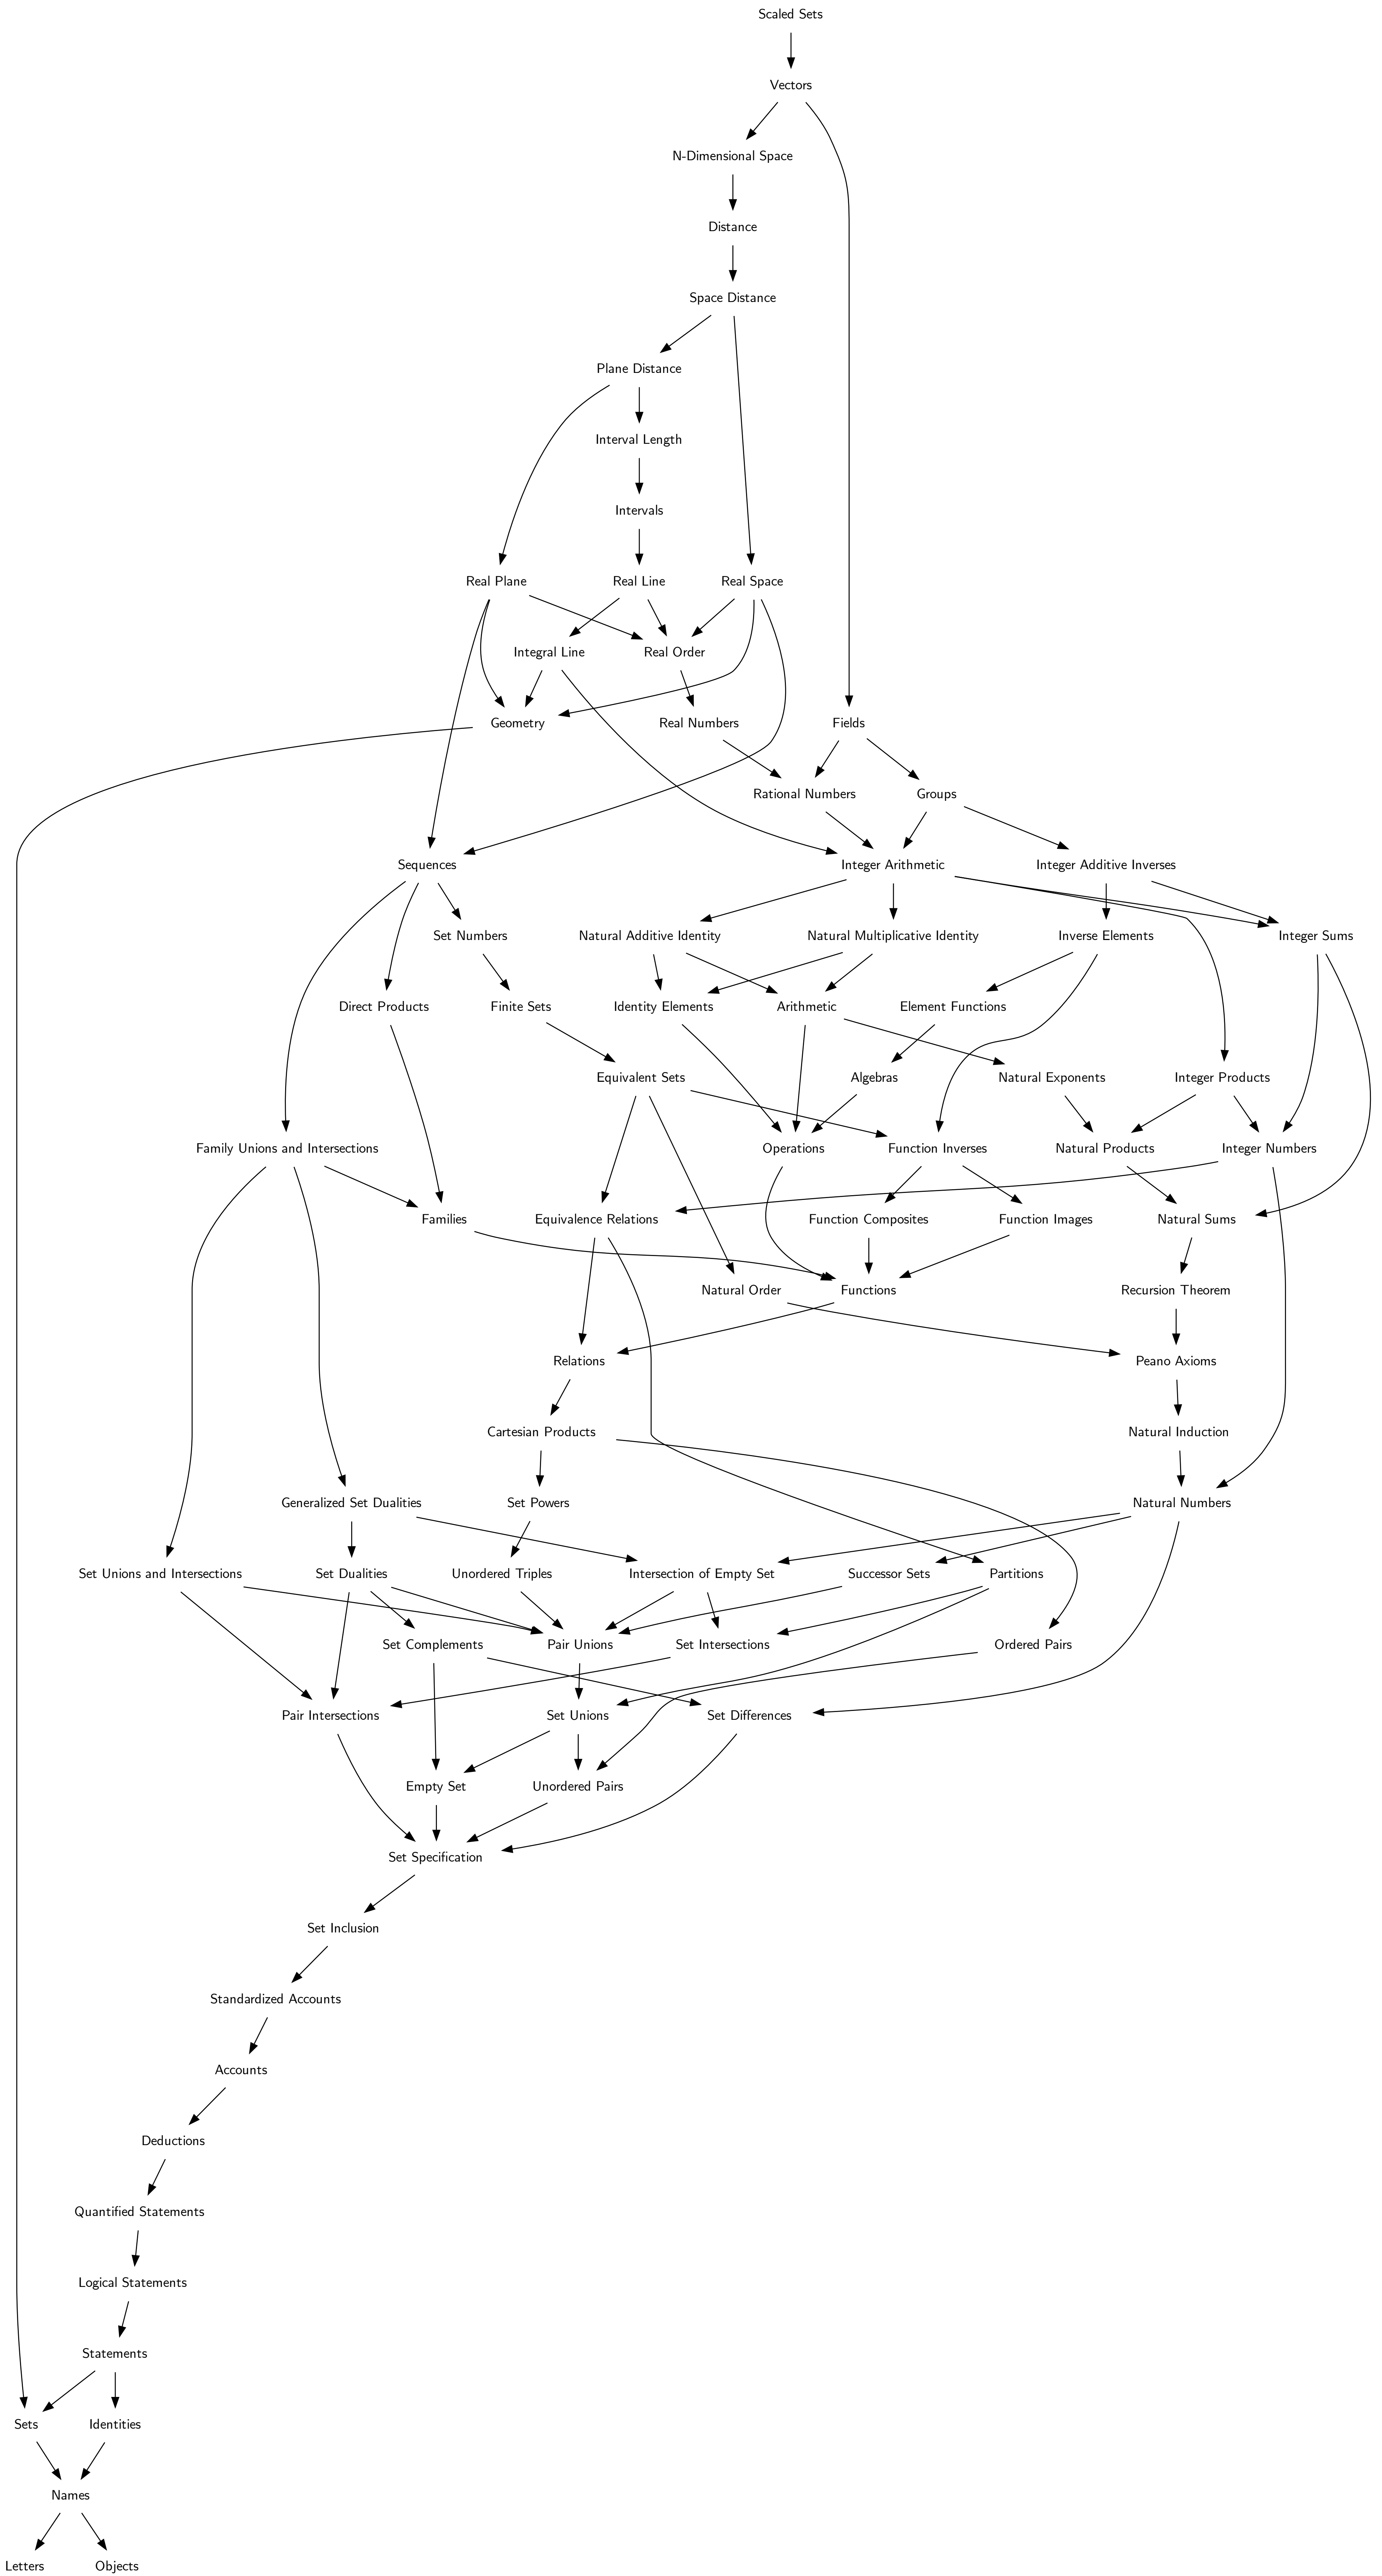 Scaled Sets
Vectors
N-Dimensional Space
Distance
Space Distance
Plane Distance
Interval Length
Intervals
Real Plane
Real Line
Real Space
Integral Line
Real Order
Geometry
Real Numbers
Fields
Rational Numbers
Groups
Sequences
Integer Arithmetic
Integer Additive Inverses
Set Numbers
Natural Additive Identity
Natural Multiplicative Identity
Inverse Elements
Integer Sums
Direct Products
Finite Sets
Identity Elements
Arithmetic
Element Functions
Equivalent Sets
Algebras
Natural Exponents
Integer Products
Family Unions and Intersections
Operations
Function Inverses
Natural Products
Integer Numbers
Families
Equivalence Relations
Function Composites
Function Images
Natural Sums
Natural Order
Functions
Recursion Theorem
Relations
Peano Axioms
Cartesian Products
Natural Induction
Generalized Set Dualities
Set Powers
Natural Numbers
Set Unions and Intersections
Set Dualities
Unordered Triples
Intersection of Empty Set
Successor Sets
Partitions
Set Complements
Pair Unions
Set Intersections
Ordered Pairs
Pair Intersections
Set Unions
Set Differences
Empty Set
Unordered Pairs
Set Specification
Set Inclusion
Standardized Accounts
Accounts
Deductions
Quantified Statements
Logical Statements
Statements
Sets
Identities
Names
Letters
Objects